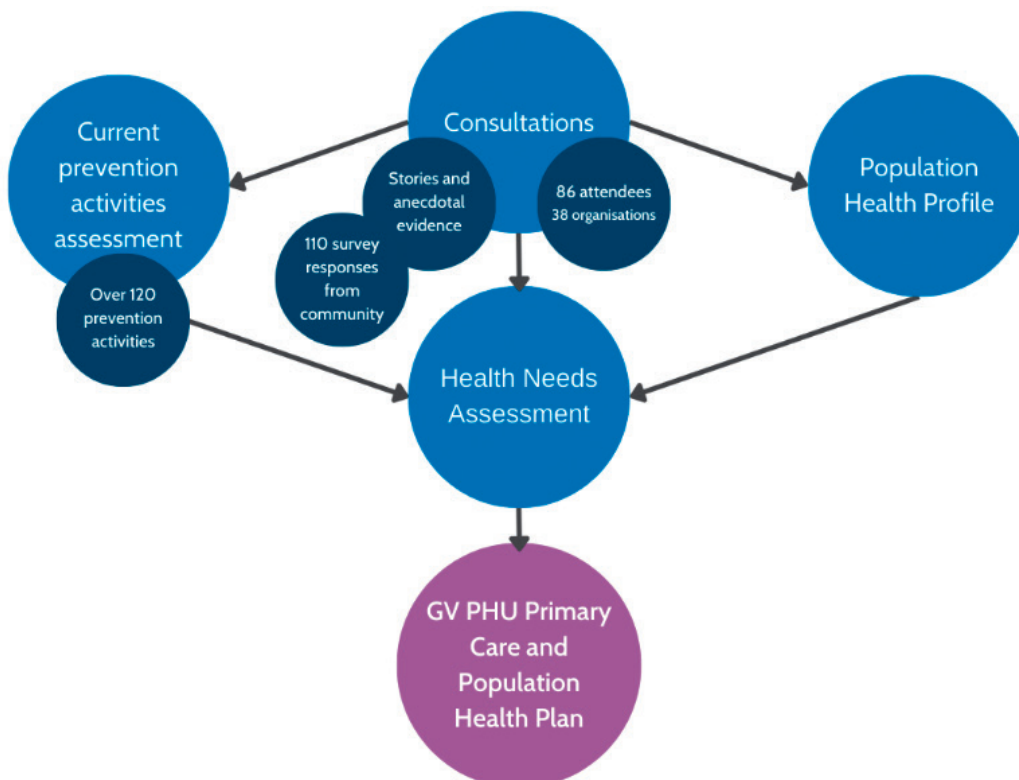 Consultations
Stories and
anecdotal
evidence
86 attendees
38 organisations
110 survey
responses
from
community
Current
prevention
activities
assessment
Over 120
prevention
activities
Population
Health Profile
Health Needs
Assessment
GV PHU Primary
Care and
Population
Health Plan